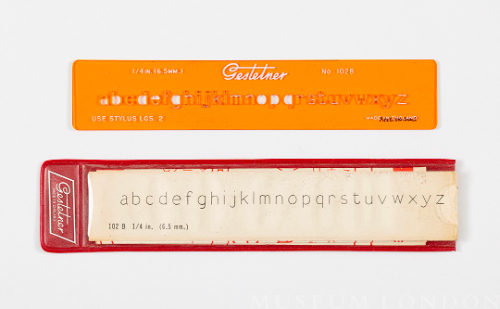 1/4 IN. (6.5MM.)
Gestetner
No. 102B
abcdefghijklmnopqrstuvwxyz
USE STYLUS LGS. 2
MADE IN ENGLAND
Gestetner
abcdefghijklmnopqrstuvwxyz
102 B 1/4 in. (6.5 mm.)
MUSEUM LONDON